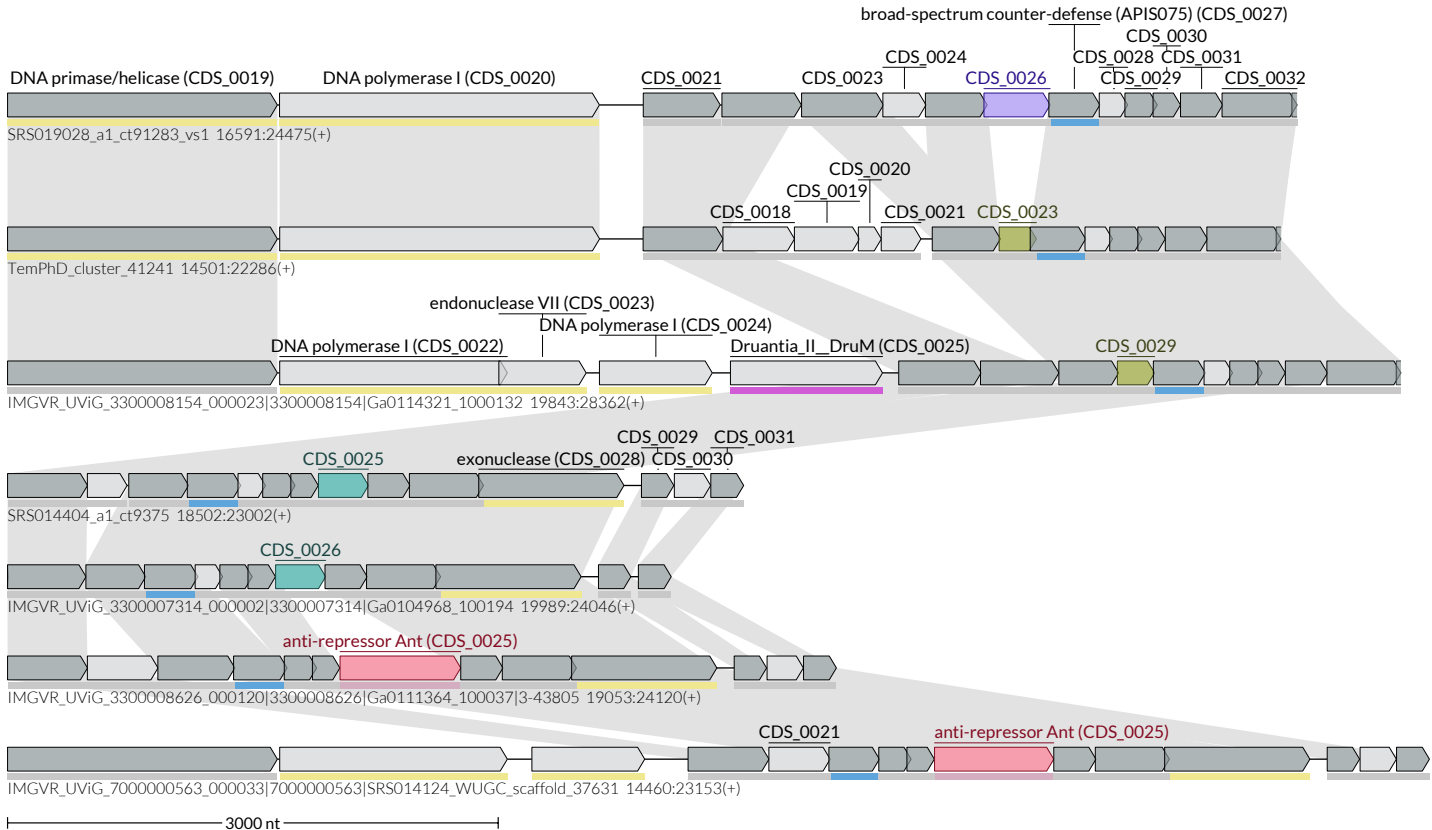 broad-spectrum counter-defense (APIS075) (CDS_0027)
CDS_0030
CDS_0024 CDS_0028 CDS_0031
DNA primase/helicase (CDS_0019) DNA polymerase I (CDS_0020) CDS_0021 CDS_0023 CDS_0026 CDS_0029 CDS_0032
SRS019028_a1_ct91283_vs1 16591:24475(+)
CDS_0020
CDS_0019
CDS_0018 CDS_0021 CDS_0023
TemPhD_cluster_41241 14501:22286(+)
endonuclease VII (CDS_0023)
DNA polymerase I (CDS_0024)
DNA polymerase I (CDS_0022) Druantia_II__DruM (CDS_0025) CDS_0029
IMGVR_UViG_3300008154_000023|3300008154|Ga0114321_1000132 19843:28362(+)
CDS_0029 CDS_0031
CDS_0025 exonuclease (CDS_0028) CDS_0030
SRS014404_a1_ct9375 18502:23002(+)
CDS_0026
IMGVR_UViG_3300007314_000002|3300007314|Ga0104968_100194 19989:24046(+)
anti-repressor Ant (CDS_0025)
IMGVR_UViG_3300008626_000120|3300008626|Ga0111364_100037|3-43805 19053:24120(+)
CDS_0021 anti-repressor Ant (CDS_0025)
IMGVR_UViG_7000000563_000033|7000000563|SRS014124_WUGC_scaffold_37631 14460:23153(+)
3000 nt